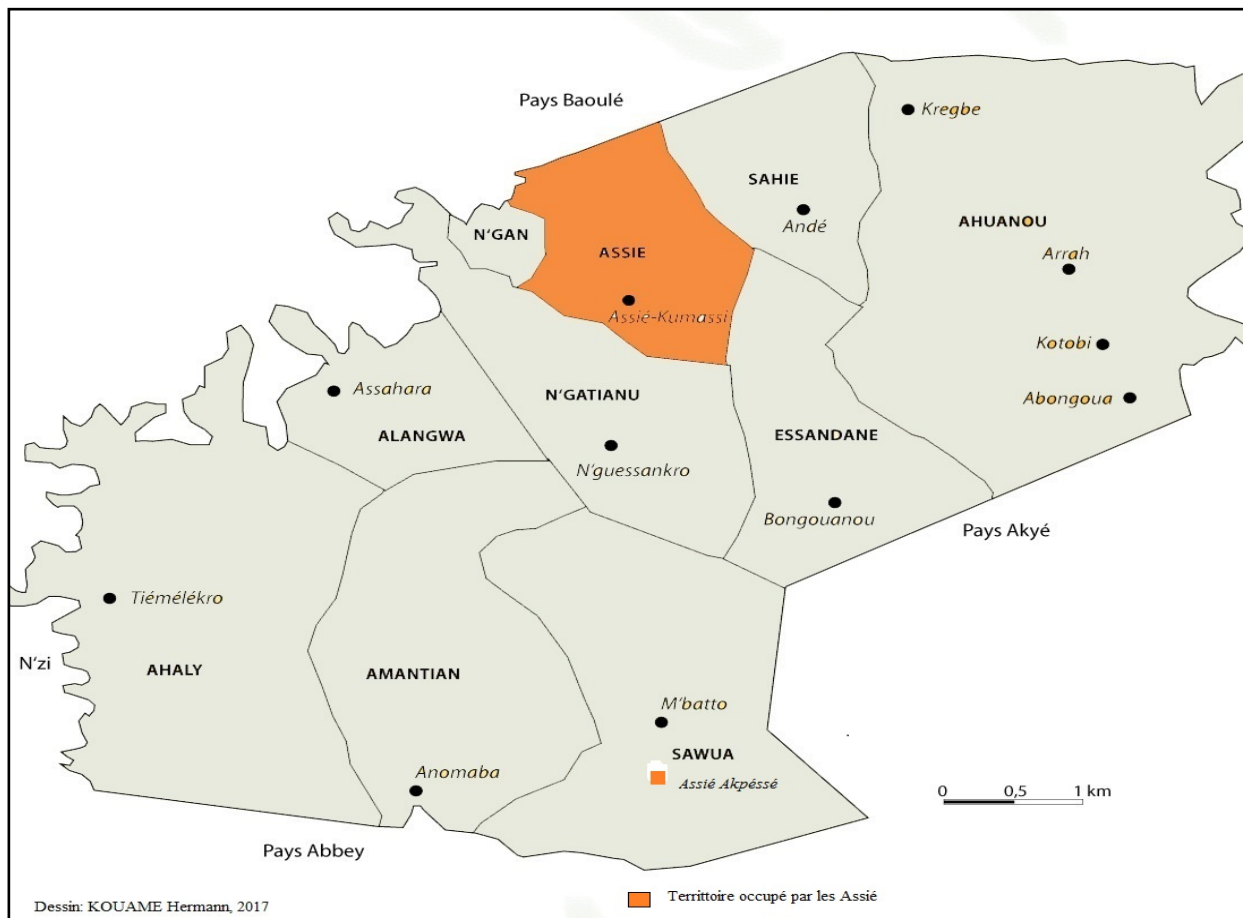 Pays Baoulé
Kregbe
SAHIE
Andé
AHUANOU
Arrah
N'GAN
ASSIE
Assié-Kumassi
Kotobi
Abongoua
Assahara
ALANGWA
N'GATIANU
N'guessankro
ESSANDANE
Bongouanou
Pays Akyé
Tiémélékro
N'zi
AHALY
AMANTIAN
M'batto
SAWUA
Assié Akpéssé
Anomaba
0 0,5 1 km
Pays Abbey
Dessin: KOUAME Hermann, 2017
Territtoire occupé par les Assié